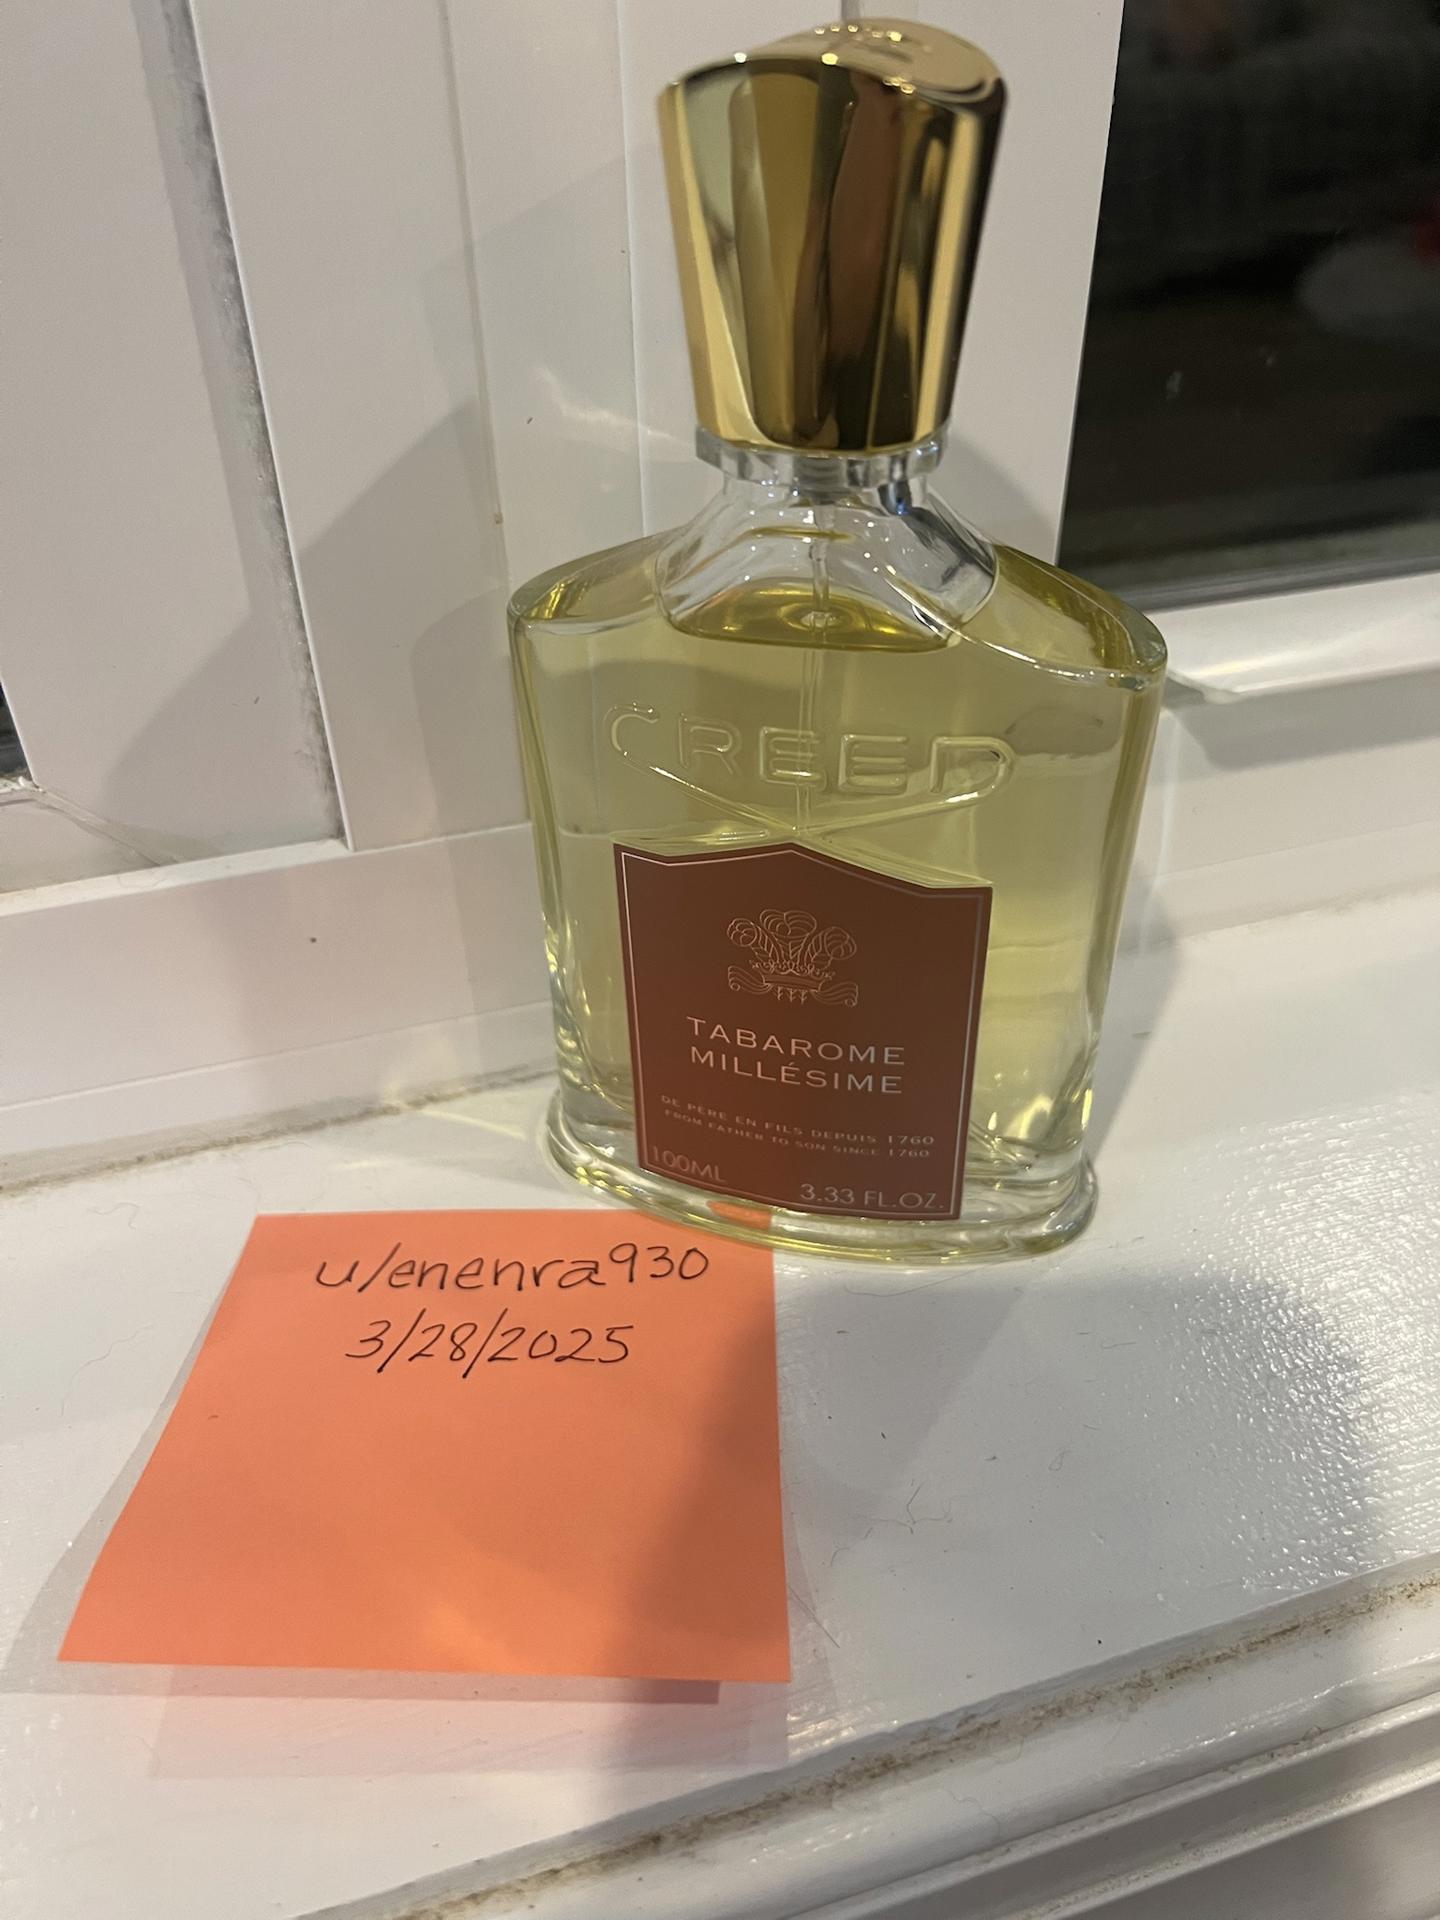 CREED
TABAROME
MILLÉSIME
DE PÈRE EN FILS DEPUIS 1760
FROM FATHER TO SON SINCE 1760
100ML
3.33 FL.OZ.
u/enenra930
3/28/2025